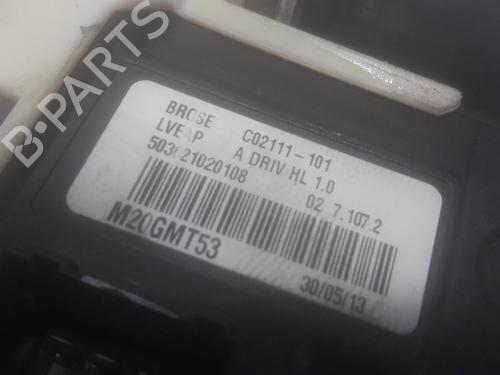 B-PARTS
BROSE C02111-101
LVEAP A DRIV HL 1.0
503621020108 02 7.107.2
M20GMT53 30/05/13